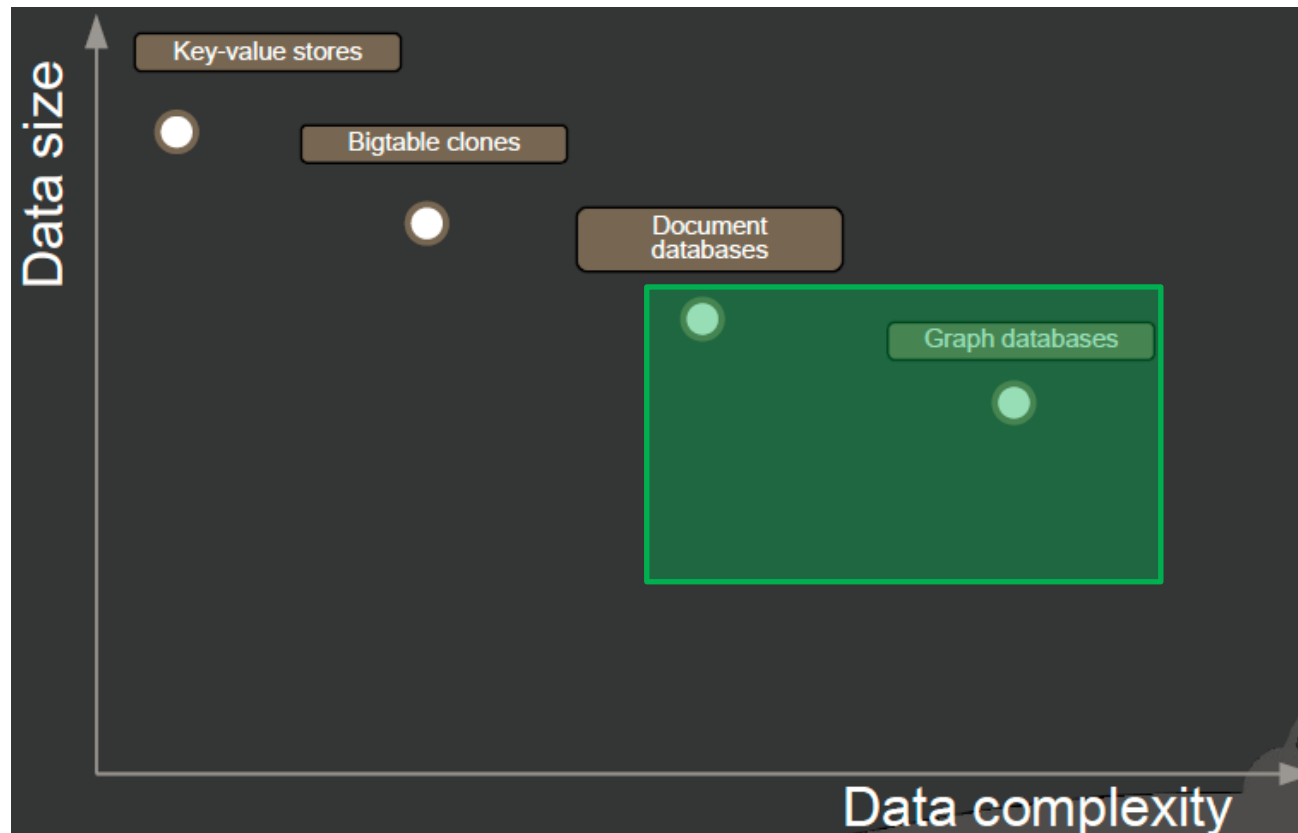 Data size
Key-value stores
Bigtable clones
Document
databases
Graph databases
Data complexity